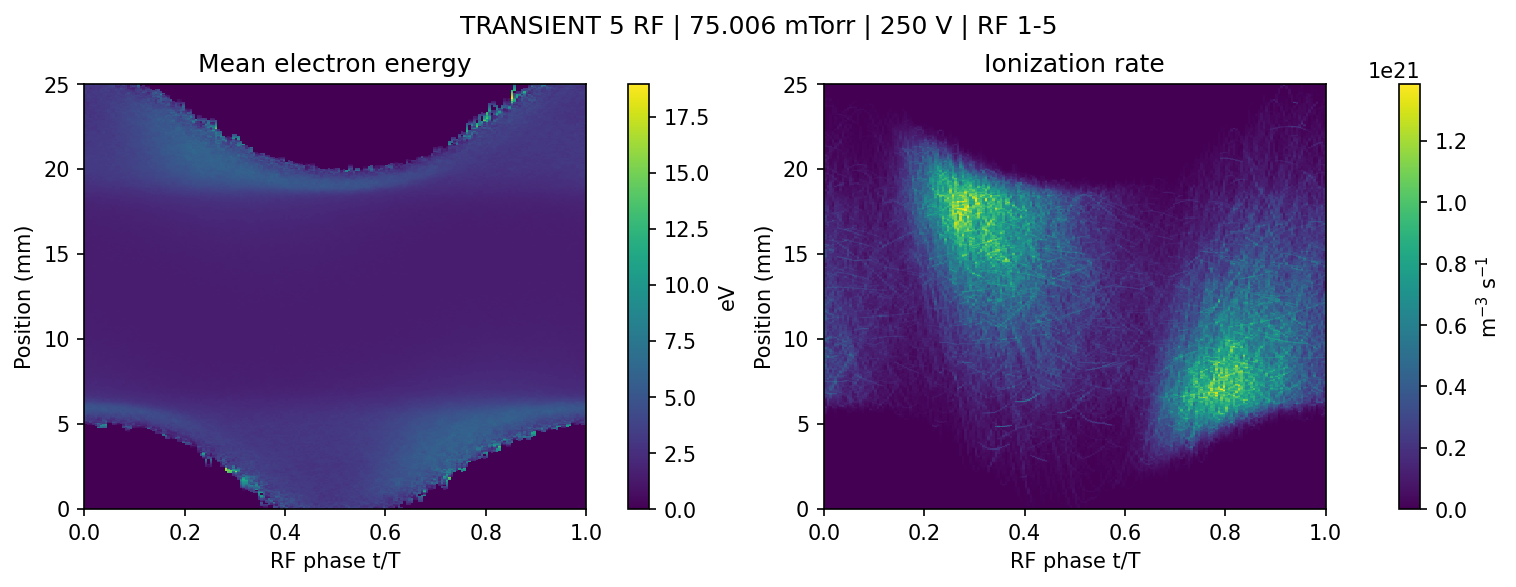 TRANSIENT 5 RF | 75.006 mTorr | 250 V | RF 1-5
Mean electron energy
Position (mm)
25
20
15
10
5
0
0.0 0.2 0.4 0.6 0.8 1.0
RF phase t/T
17.5
15.0
12.5
10.0
7.5
5.0
2.5
0.0
eV
Ionization rate
Position (mm)
25
20
15
10
5
0
0.0 0.2 0.4 0.6 0.8 1.0
RF phase t/T
1e21
1.2
1.0
0.8
0.6
0.4
0.2
0.0
m⁻³ s⁻¹